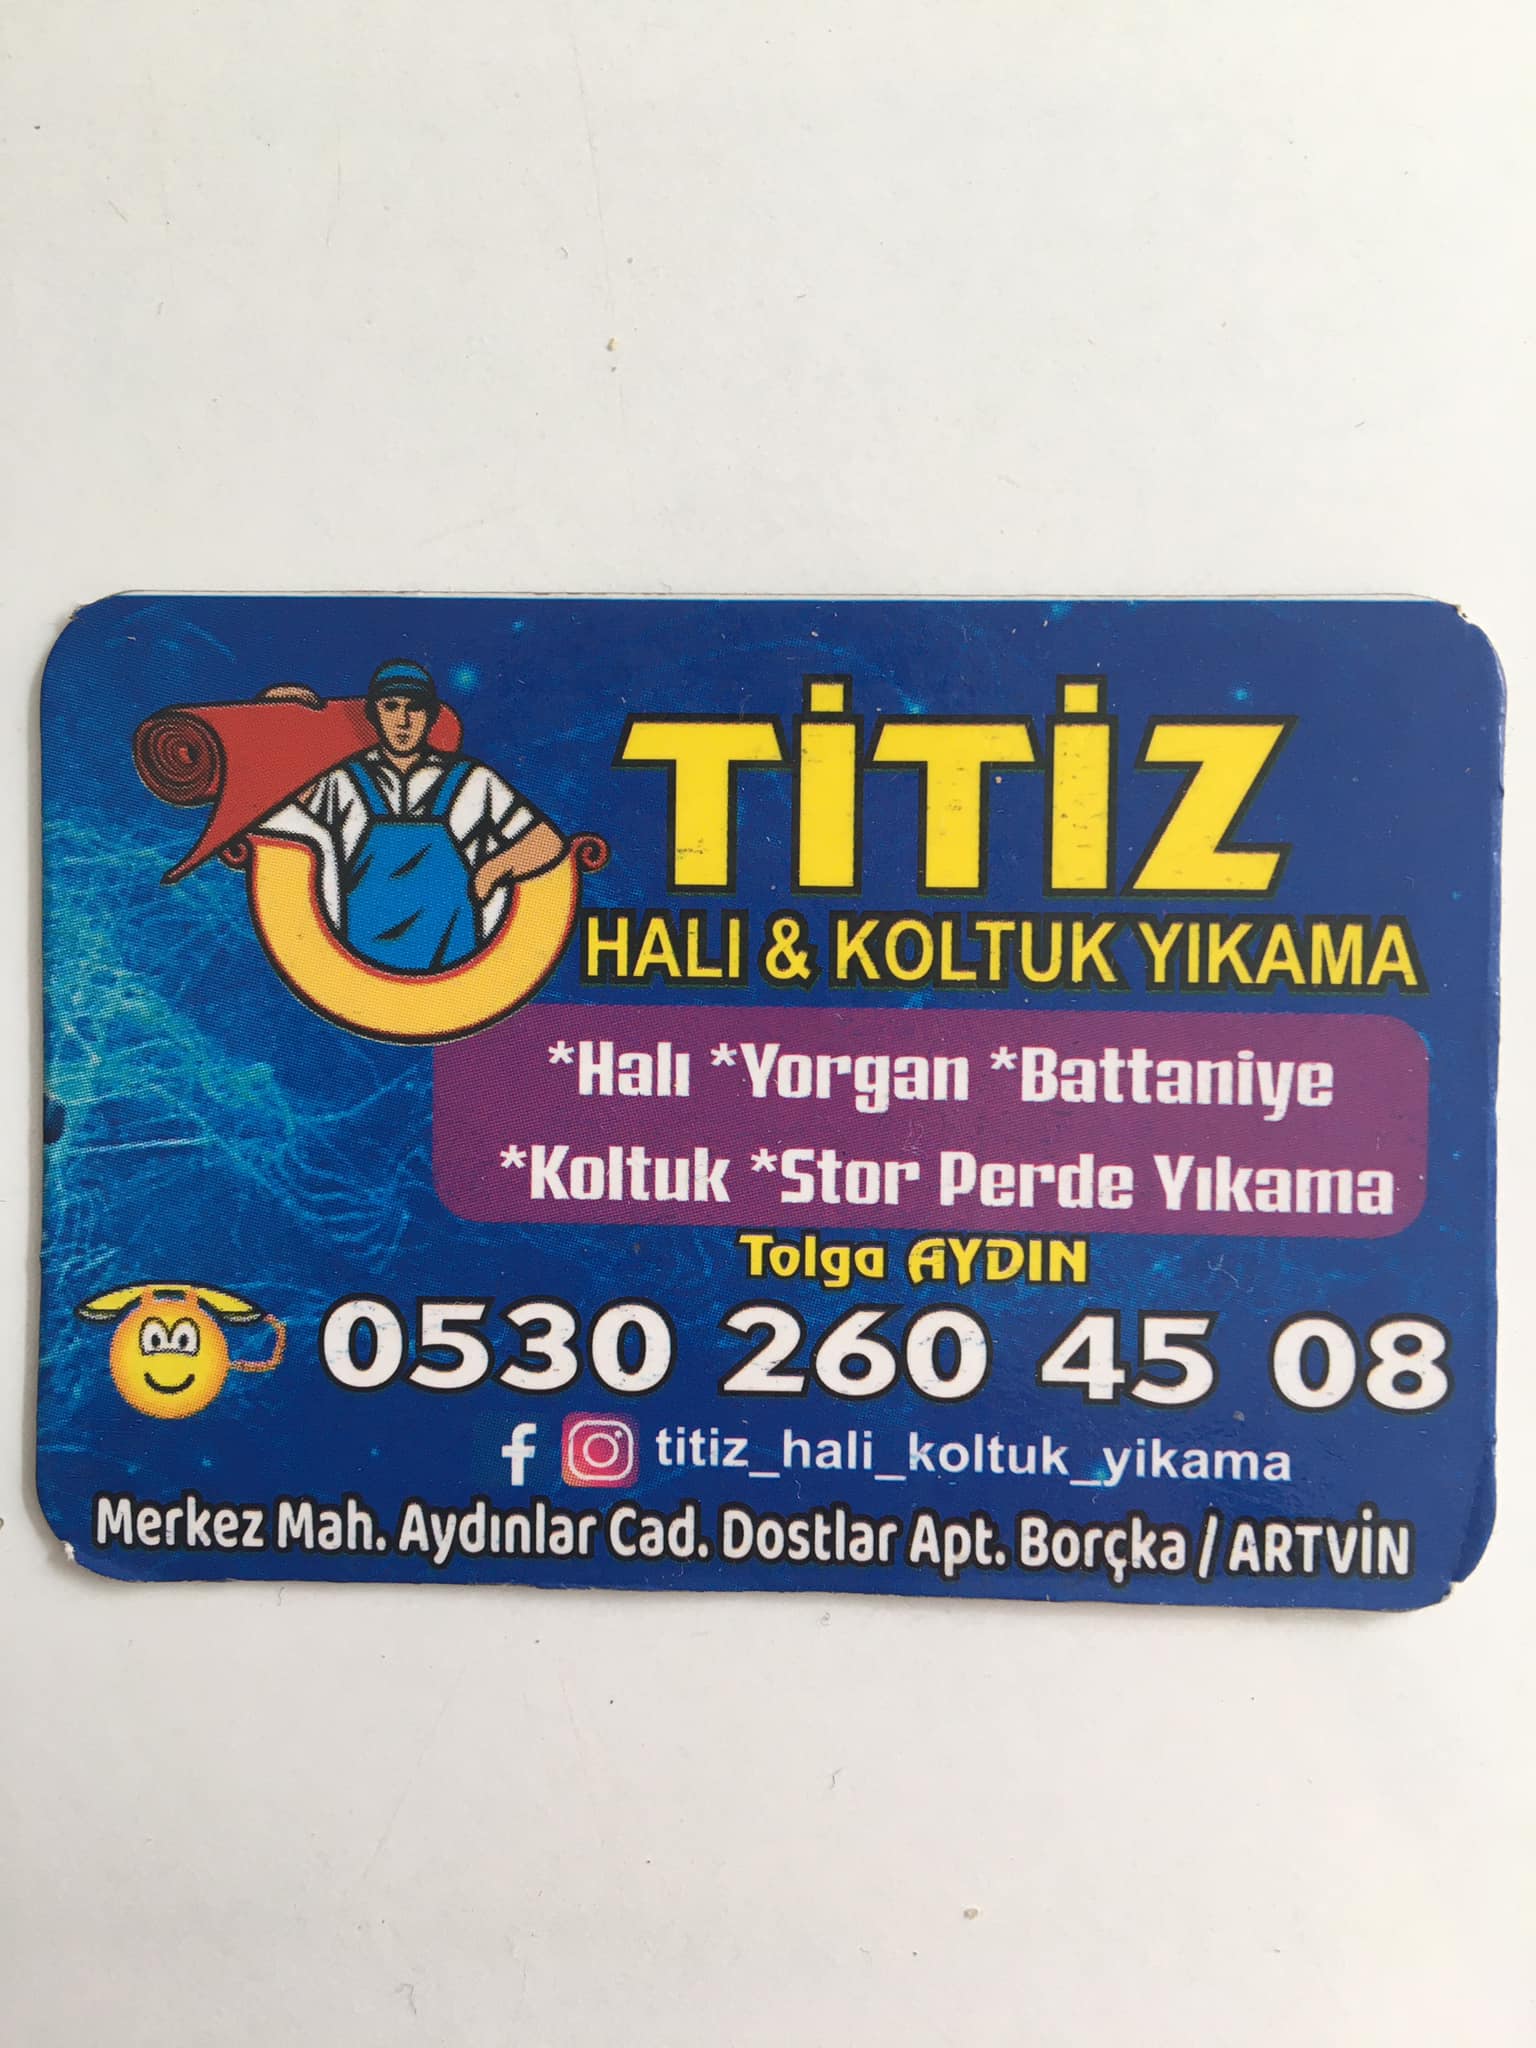 TİTİZ
HALI & KOLTUK YIKAMA
*Halı *Yorgan *Battaniye
*Koltuk *Stor Perde Yıkama
Tolga AYDIN
0530 260 45 08
titiz_hali_koltuk_yikama
Merkez Mah. Aydınlar Cad. Dostlar Apt. Borçka / ARTVİN